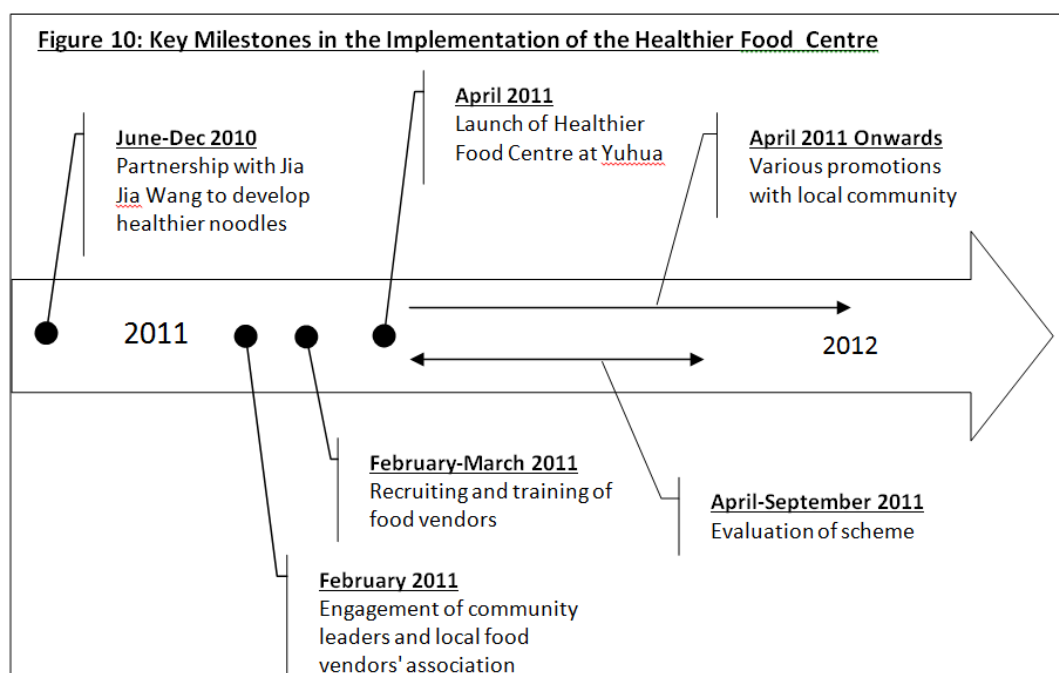 Figure 10: Key Milestones in the Implementation of the Healthier Food Centre
June-Dec 2010
Partnership with Jia
Jia Wang to develop
healthier noodles
April 2011
Launch of Healthier
Food Centre at Yuhua
April 2011 Onwards
Various promotions
with local community
2011
2012
February-March 2011
Recruiting and training of
food vendors
April-September 2011
Evaluation of scheme
February 2011
Engagement of community
leaders and local food
vendors' association